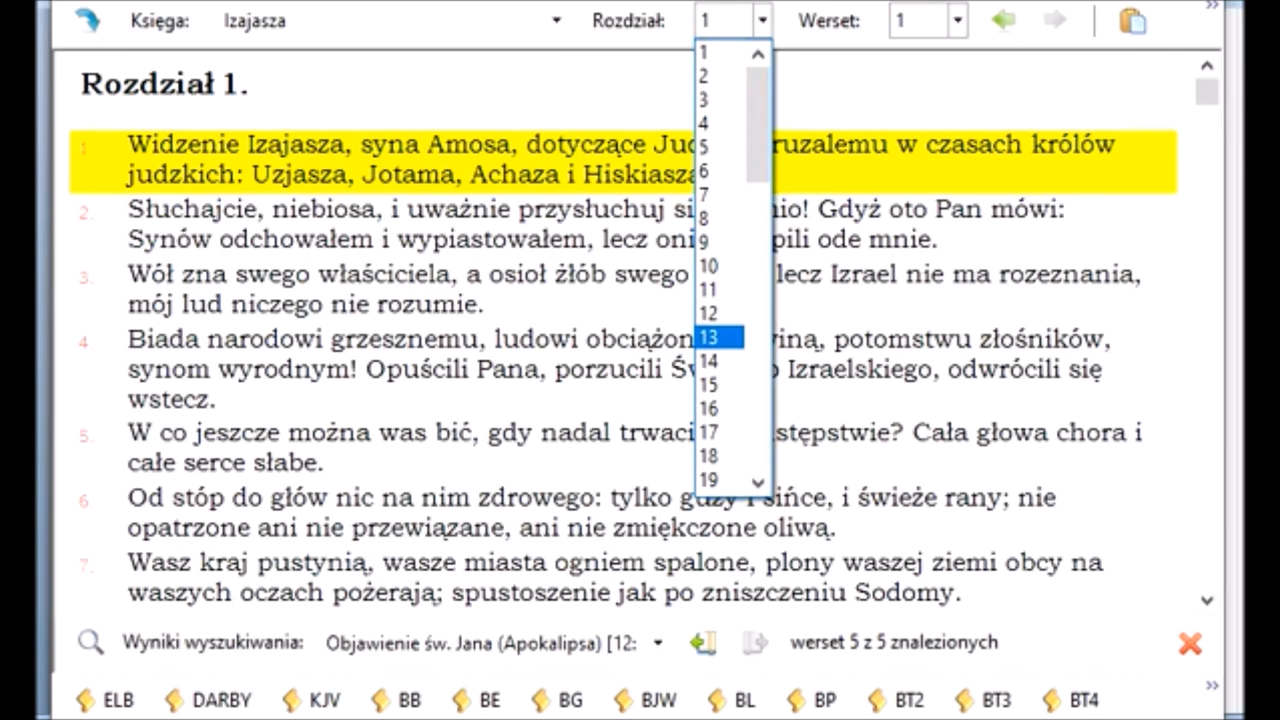 Księga: Izajasza Rozdział: 1 Werset: 1
1
2
3
4
5
6
7
8
9
10
11
12
13
14
15
16
17
18
19
Rozdział 1.
1 Widzenie Izajasza, syna Amosa, dotyczące ruzalemu w czasach królów
judzkich: Uzjasza, Jotama, Achaza i Hiskiasza
2. Słuchajcie, niebiosa, i uważnie przysłuchuj si nio! Gdyż oto Pan mówi:
Synów odchowałem i wypiastowałem, lecz oni pili ode mnie.
3. Wół zna swego właściciela, a osioł żłób swego lecz Izrael nie ma rozeznania,
mój lud niczego nie rozumie.
4 Biada narodowi grzesznemu, ludowi obciążon winą, potomstwu złośników,
synom wyrodnym! Opuścili Pana, porzucili Św o Izraelskiego, odwrócili się
wstecz.
5. W co jeszcze można was bić, gdy nadal trwaci stępstwie? Cała głowa chora i
całe serce słabe.
6 Od stóp do głów nic na nim zdrowego: tylko guzy i sińce, i świeże rany; nie
opatrzone ani nie przewiązane, ani nie zmiękczone oliwą.
7. Wasz kraj pustynią, wasze miasta ogniem spalone, plony waszej ziemi obcy na
waszych oczach pożerają; spustoszenie jak po zniszczeniu Sodomy.
Wyniki wyszukiwania: Objawienie św. Jana (Apokalipsa) [12: werset 5 z 5 znalezionych
ELB DARBY KJV BB BE BG BJW BL BP BT2 BT3 BT4